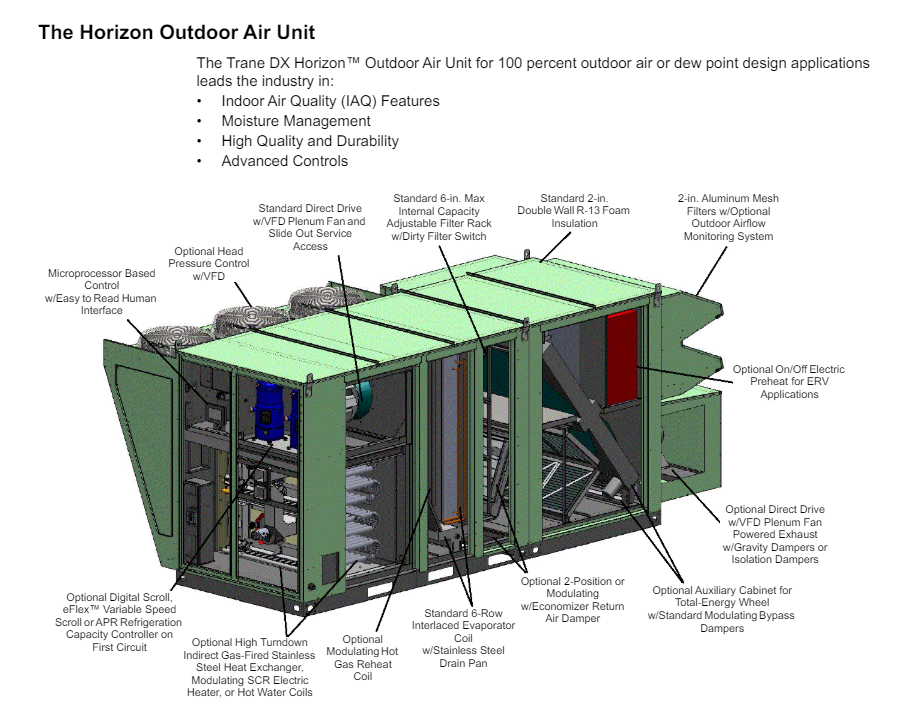 The Horizon Outdoor Air Unit
The Trane DX Horizon™ Outdoor Air Unit for 100 percent outdoor air or dew point design applications
leads the industry in:
• Indoor Air Quality (IAQ) Features
• Moisture Management
• High Quality and Durability
• Advanced Controls
Microprocessor Based
Control
w/Easy to Read Human
Interface
Optional Head
Pressure Control
w/VFD
Standard Direct Drive
w/VFD Plenum Fan and
Slide Out Service
Access
Standard 6-in. Max
Internal Capacity
Adjustable Filter Rack
w/Dirty Filter Switch
Standard 2-in.
Double Wall R-13 Foam
Insulation
2-in. Aluminum Mesh
Filters w/Optional
Outdoor Airflow
Monitoring System
Optional On/Off Electric
Preheat for ERV
Applications
Optional Direct Drive
w/VFD Plenum Fan
Powered Exhaust
w/Gravity Dampers or
Isolation Dampers
Optional Auxiliary Cabinet for
Total-Energy Wheel
w/Standard Modulating Bypass
Dampers
Optional 2-Position or
Modulating
w/Economizer Return
Air Damper
Standard 6-Row
Interlaced Evaporator
Coil
w/Stainless Steel
Drain Pan
Optional
Modulating Hot
Gas Reheat
Coil
Optional High Turndown
Indirect Gas-Fired Stainless
Steel Heat Exchanger,
Modulating SCR Electric
Heater, or Hot Water Coils
Optional Digital Scroll,
eFlex™ Variable Speed
Scroll or APR Refrigeration
Capacity Controller on
First Circuit